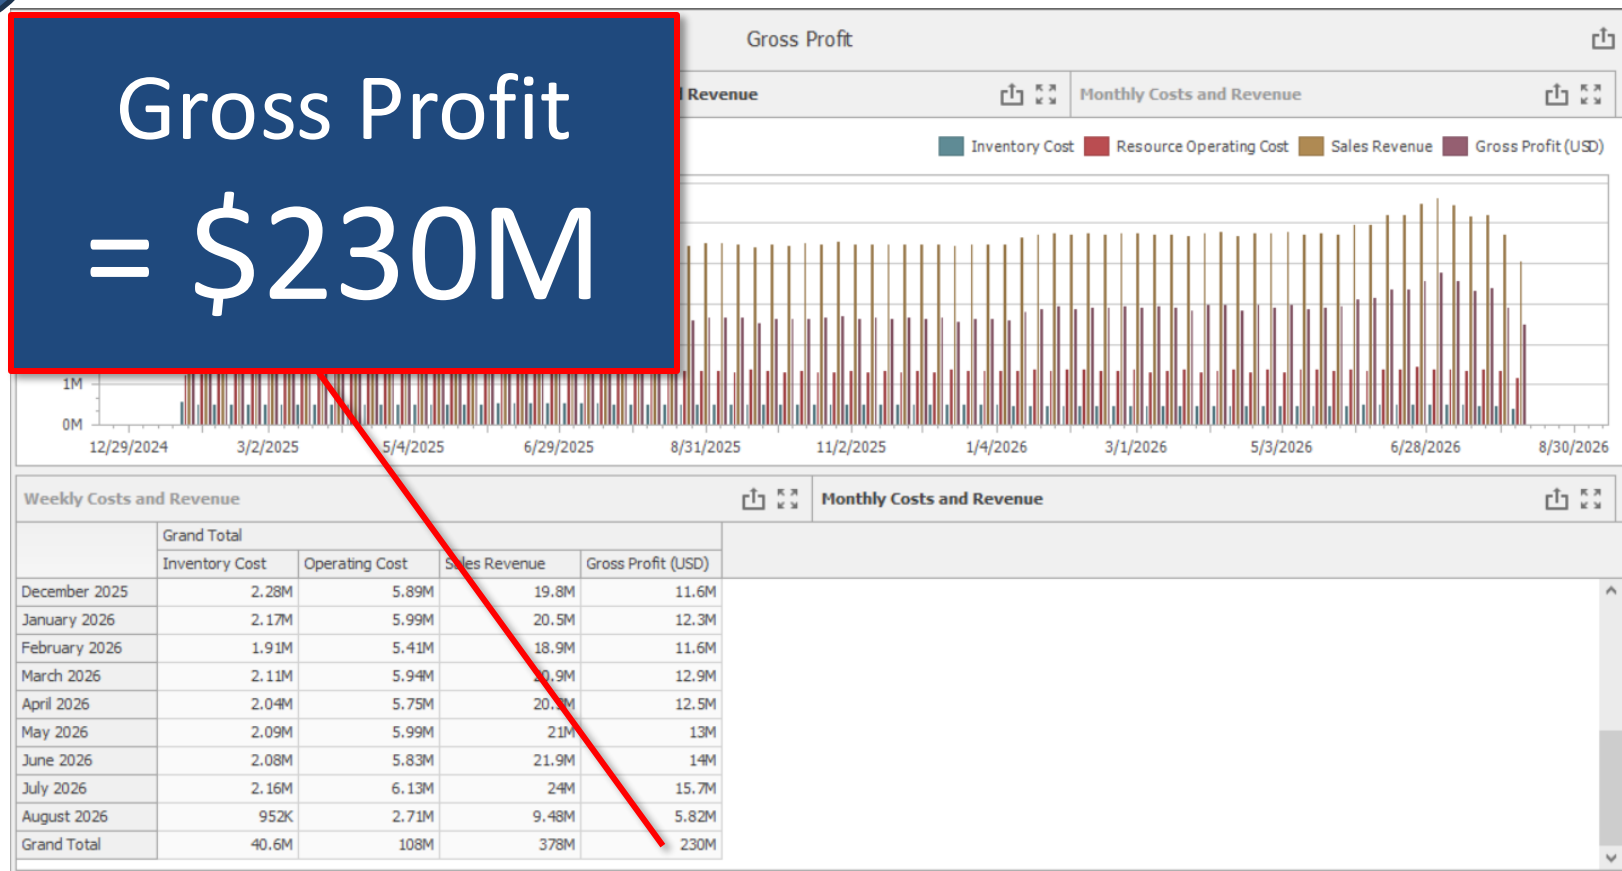 Gross Profit
= $230M
Gross Profit
Revenue
Monthly Costs and Revenue
Inventory Cost Resource Operating Cost Sales Revenue Gross Profit (USD)
1M
0M
12/29/2024 3/2/2025 5/4/2025 6/29/2025 8/31/2025 11/2/2025 1/4/2026 3/1/2026 5/3/2026 6/28/2026 8/30/2026
Weekly Costs and Revenue
Monthly Costs and Revenue
Grand Total
Inventory Cost Operating Cost Sales Revenue Gross Profit (USD)
December 2025 2.28M 5.89M 19.8M 11.6M
January 2026 2.17M 5.99M 20.5M 12.3M
February 2026 1.91M 5.41M 18.9M 11.6M
March 2026 2.11M 5.94M 20.9M 12.9M
April 2026 2.04M 5.75M 12.5M
May 2026 2.09M 5.99M 21M 13M
June 2026 2.08M 5.83M 21.9M 14M
July 2026 2.16M 6.13M 24M 15.7M
August 2026 952K 2.71M 9.48M 5.82M
Grand Total 40.6M 108M 378M 230M